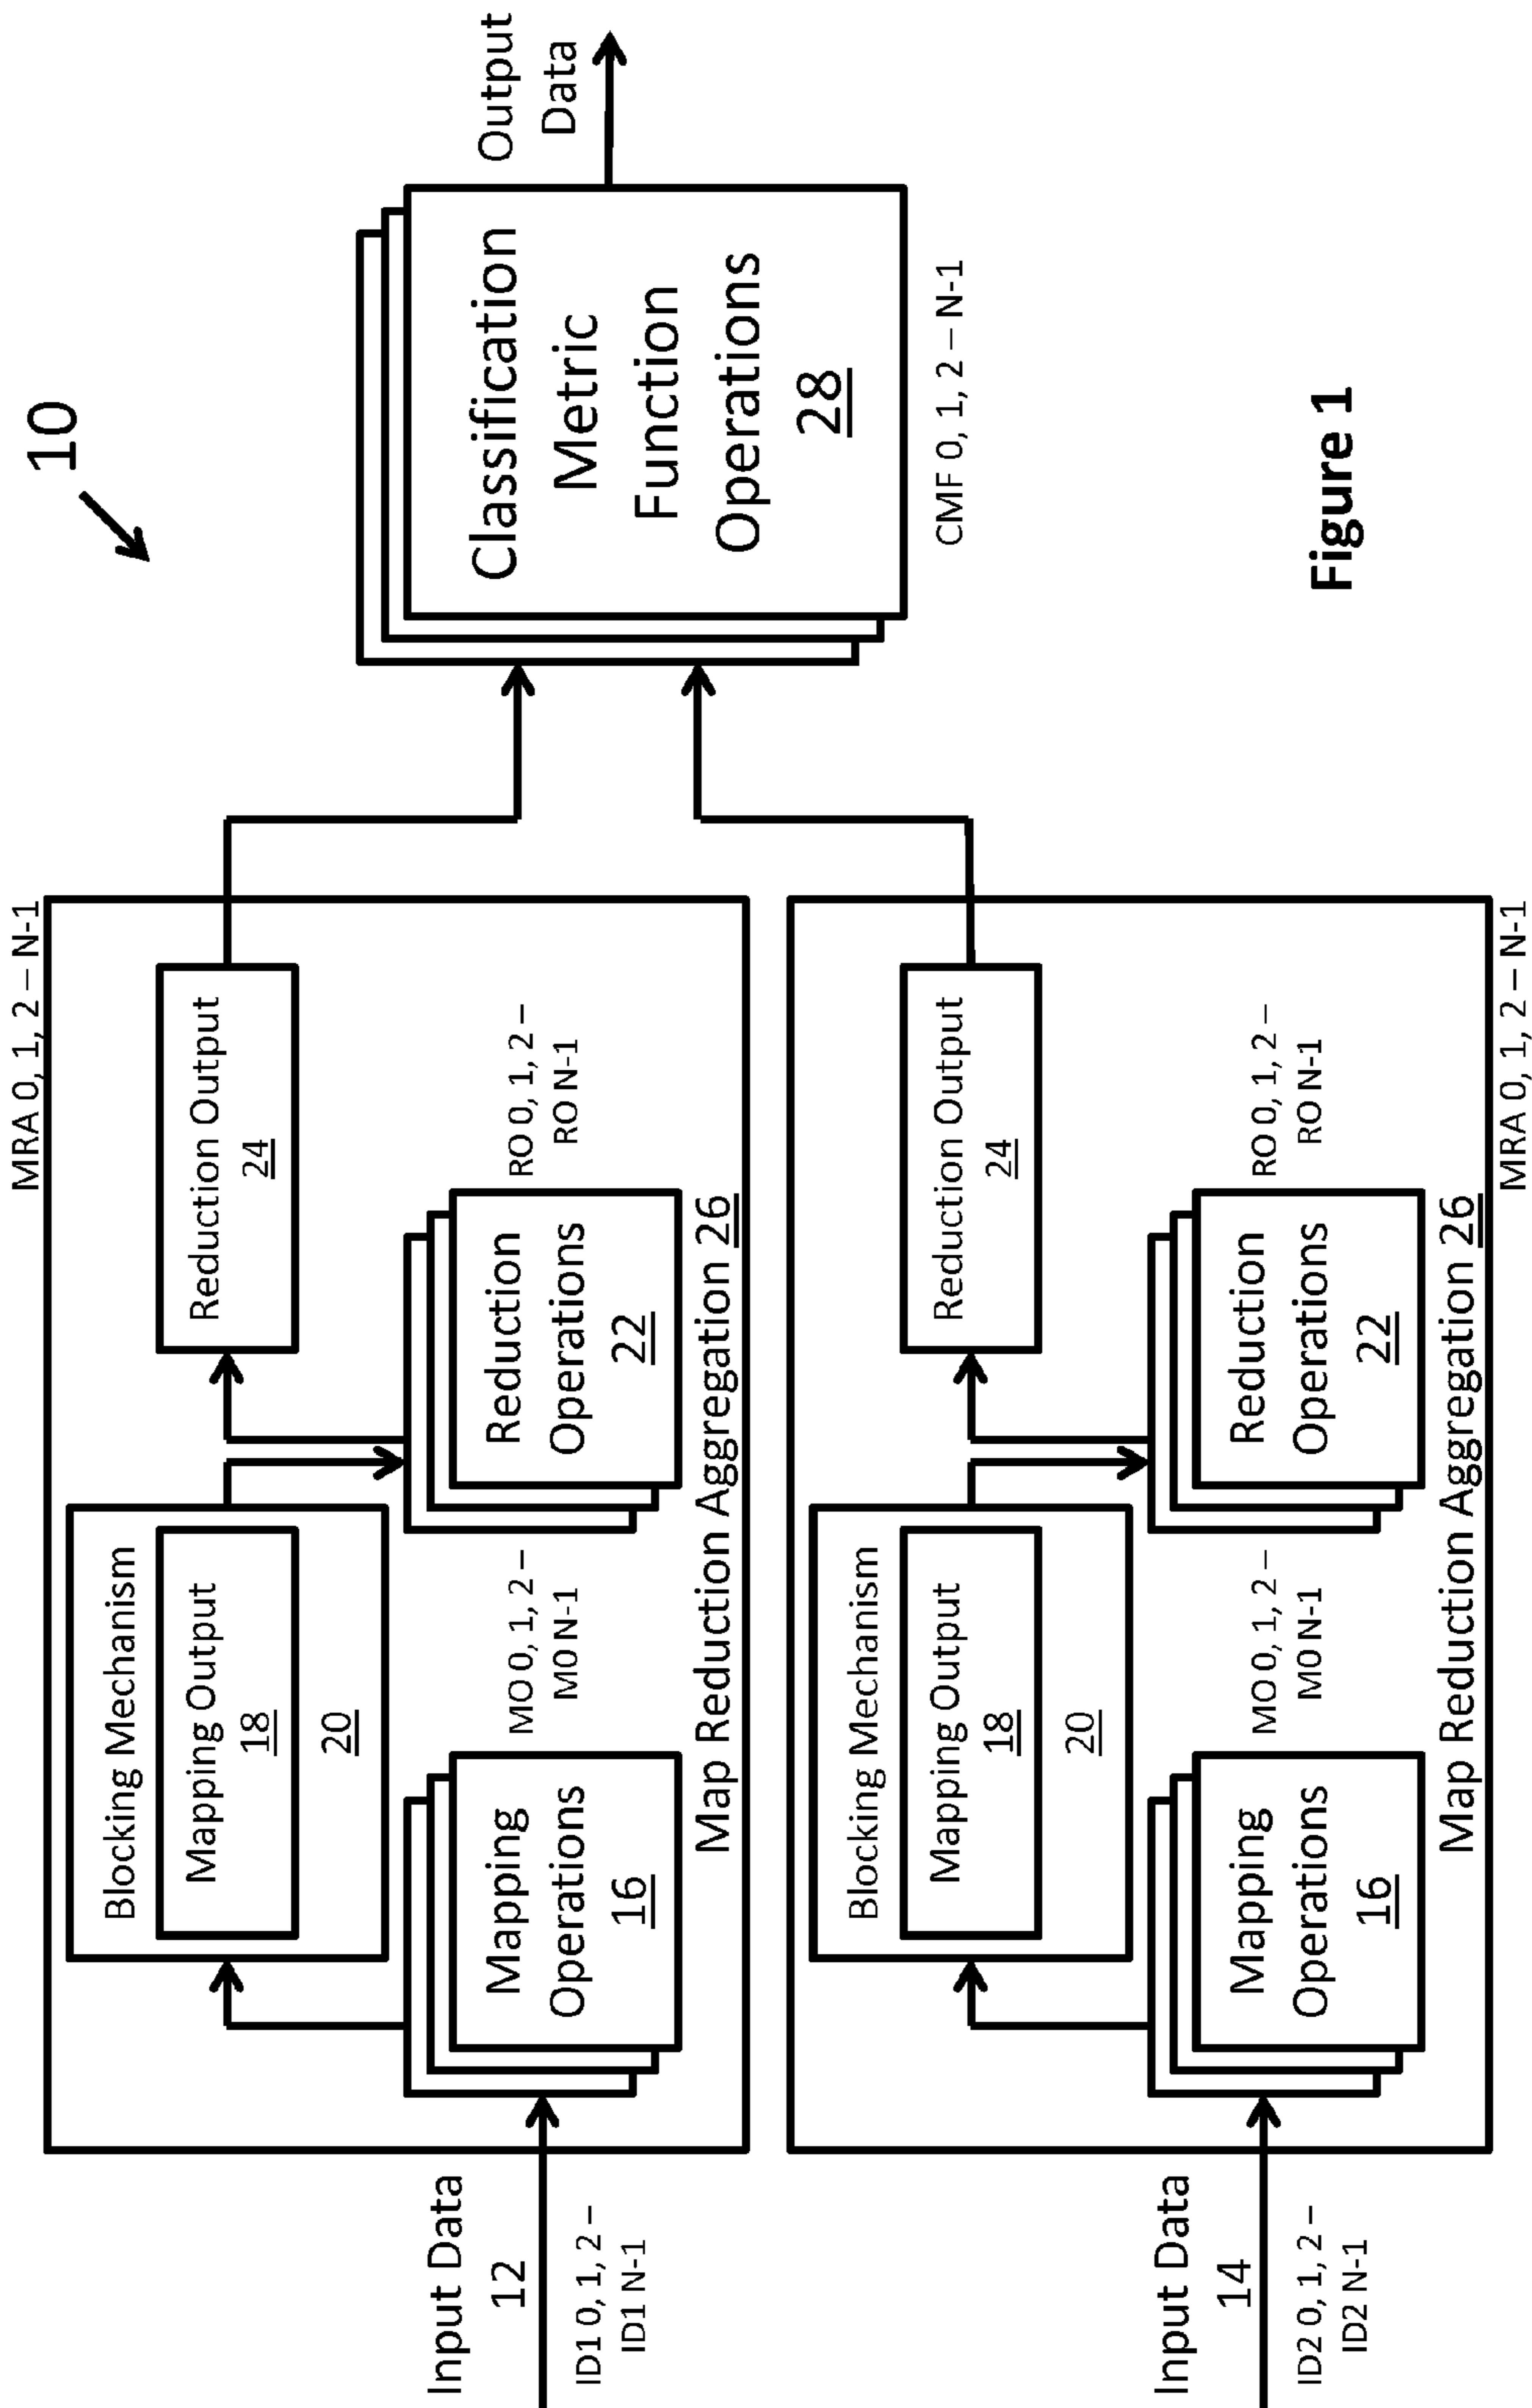 10
MRA 0, 1, 2 – N-1
Input Data
12
ID1 0, 1, 2 –
ID1 N-1
Blocking Mechanism
Mapping Output
18
20
Mapping
Operations
16
MO 0, 1, 2 –
MO N-1
Reduction
Operations
22
Reduction Output
24
RO 0, 1, 2 –
RO N-1
Map Reduction Aggregation 26
Input Data
14
ID2 0, 1, 2 –
ID2 N-1
Blocking Mechanism
Mapping Output
18
20
Mapping
Operations
16
MO 0, 1, 2 –
MO N-1
Reduction
Operations
22
Reduction Output
24
RO 0, 1, 2 –
RO N-1
Map Reduction Aggregation 26
MRA 0, 1, 2 – N-1
Classification
Metric
Function
Operations
28
CMF 0, 1, 2 – N-1
Output
Data
Figure 1